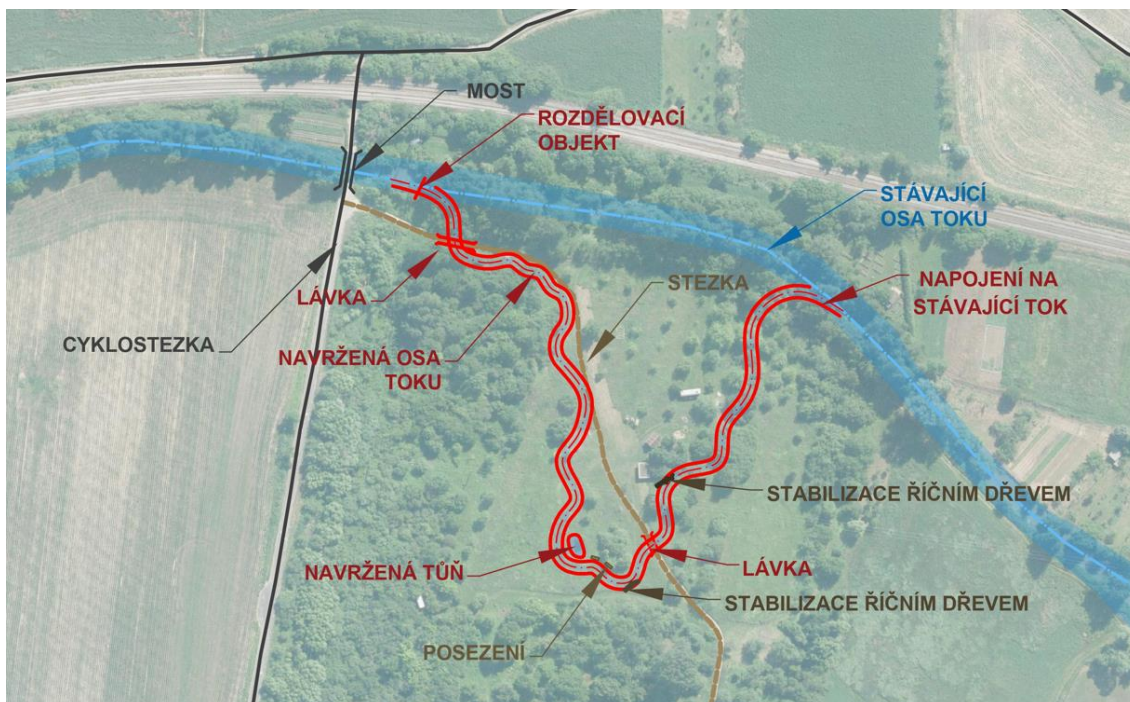 MOST
ROZDĚLOVACÍ
OBJEKT
STÁVAJÍCÍ
OSA TOKU
STEZKA
NAPOJENÍ NA
STÁVAJÍCÍ TOK
LÁVKA
CYKLOSTEZKA
NAVRŽENÁ OSA
TOKU
STABILIZACE ŘÍČNÍM DŘEVEM
NAVRŽENÁ TŮŇ
LÁVKA
STABILIZACE ŘÍČNÍM DŘEVEM
POSEZENÍ